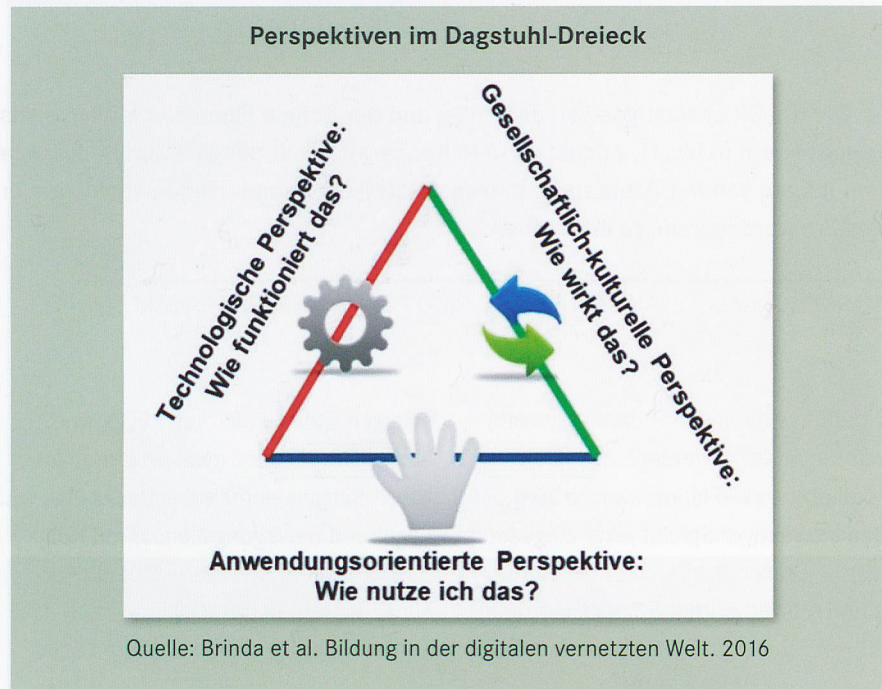 Perspektiven im Dagstuhl-Dreieck
Technologische Perspektive:
Wie funktioniert das?
Gesellschaftlich-kulturelle Perspektive:
Wie wirkt das?
Anwendungsorientierte Perspektive:
Wie nutze ich das?
Quelle: Brinda et al. Bildung in der digitalen vernetzten Welt. 2016